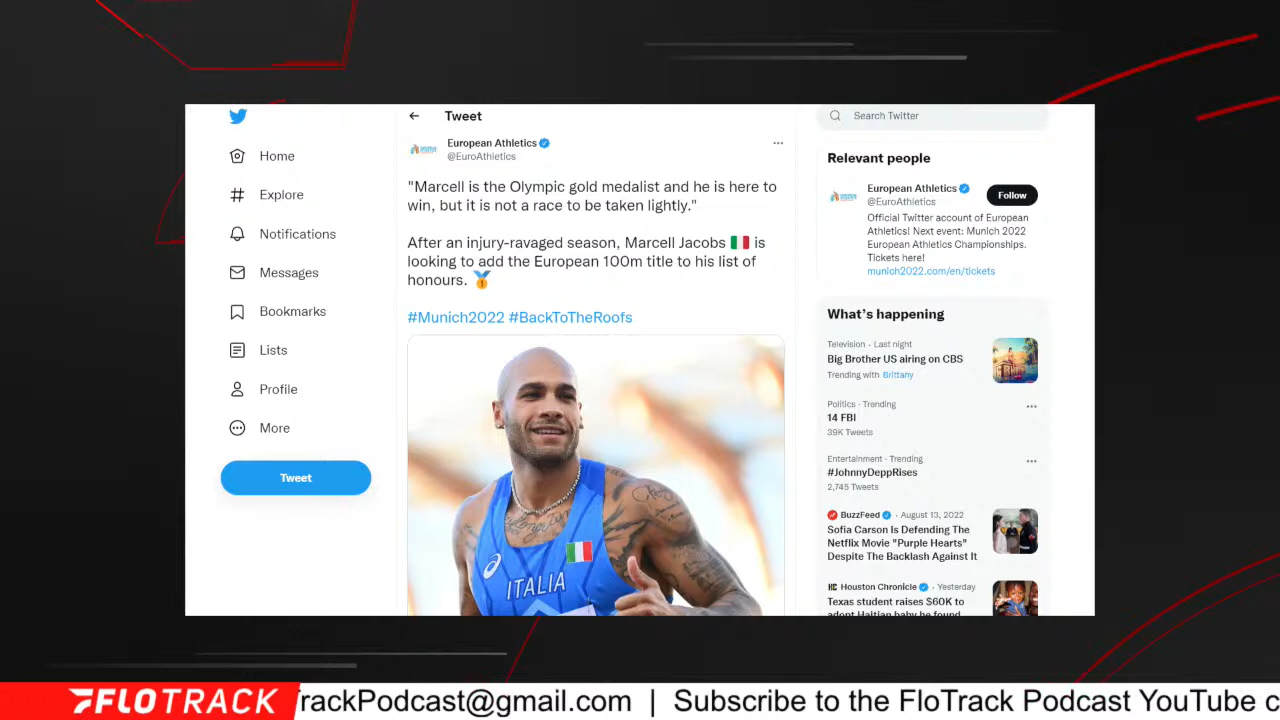 Home
Explore
Notifications
Messages
Bookmarks
Lists
Profile
More
Tweet
Tweet
European Athletics
@EuroAthletics
"Marcell is the Olympic gold medalist and he is here to
win, but it is not a race to be taken lightly."
After an injury-ravaged season, Marcell Jacobs 🇮🇹 is
looking to add the European 100m title to his list of
honours. 🥇
#Munich2022 #BackToTheRoofs
ITALIA
Search Twitter
Relevant people
European Athletics
@EuroAthletics
Follow
Official Twitter account of European
Athletics! Next event: Munich 2022
European Athletics Championships.
Tickets here!
munich2022.com/en/tickets
What's happening
Television · Last night
Big Brother US airing on CBS
Trending with Brittany
Politics · Trending
14 FBI
39K Tweets
Entertainment · Trending
#JohnnyDeppRises
2,745 Tweets
BuzzFeed · August 13, 2022
Sofia Carson Is Defending The
Netflix Movie "Purple Hearts"
Despite The Backlash Against It
Houston Chronicle · Yesterday
Texas student raises $60K to
adopt Haitian baby he found
FLOTRACK
rackPodcast@gmail.com | Subscribe to the FloTrack Podcast YouTube c